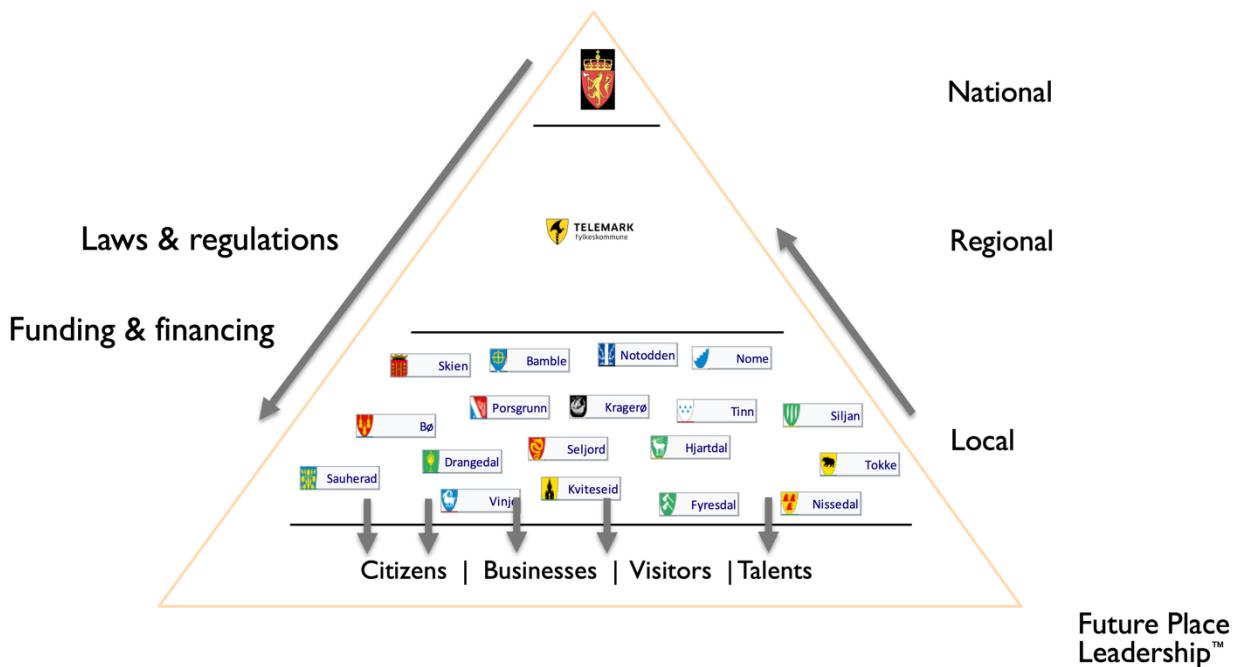 National
TELEMARK
fylkeskommune
Laws & regulations
Regional
Funding & financing
Skien
Bamble
Notodden
Nome
Bø
Porsgrunn
Kragerø
Tinn
Siljan
Local
Sauherad
Drangedal
Seljord
Hjartdal
Tokke
Vinje
Kviteseid
Fyresdal
Nissedal
Citizens | Businesses | Visitors | Talents
Future Place
Leadership™